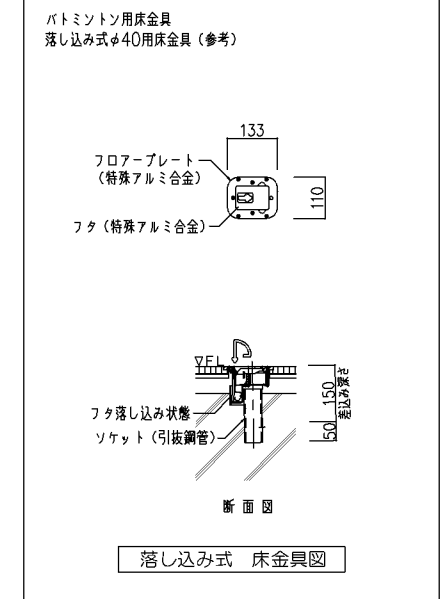 バトミントン用床金具
落し込み式φ40用床金具（参考）
133
フロアープレート
（特殊アルミ合金）
110
フタ（特殊アルミ合金）
▽FL
フタ落し込み状態
ソケット（引抜鋼管）
150
差込み深さ
50
断面図
落し込み式　床金具図